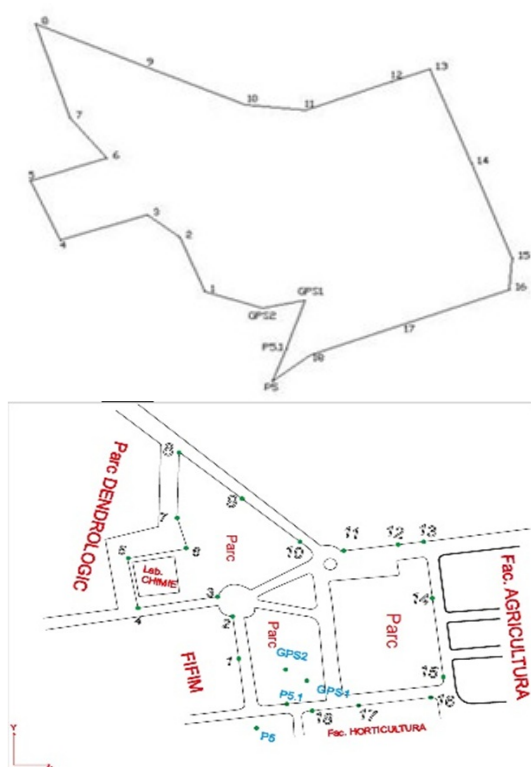 8
9
10
11
12
13
7
14
6
5
4
3
2
15
16
1
GPS1
GPS2
17
P5.1
18
P5
Parc DENDROLOGIC
8
9
7
10
11
12
13
Parc
6
5
Lab.
CHIMIE
Fac. AGRICULTURA
14
3
4
2
Parc
Parc
FIFIM
1
GPS2
GPS1
15
P5.1
16
18
17
Fac. HORTICULTURA
P5
Y